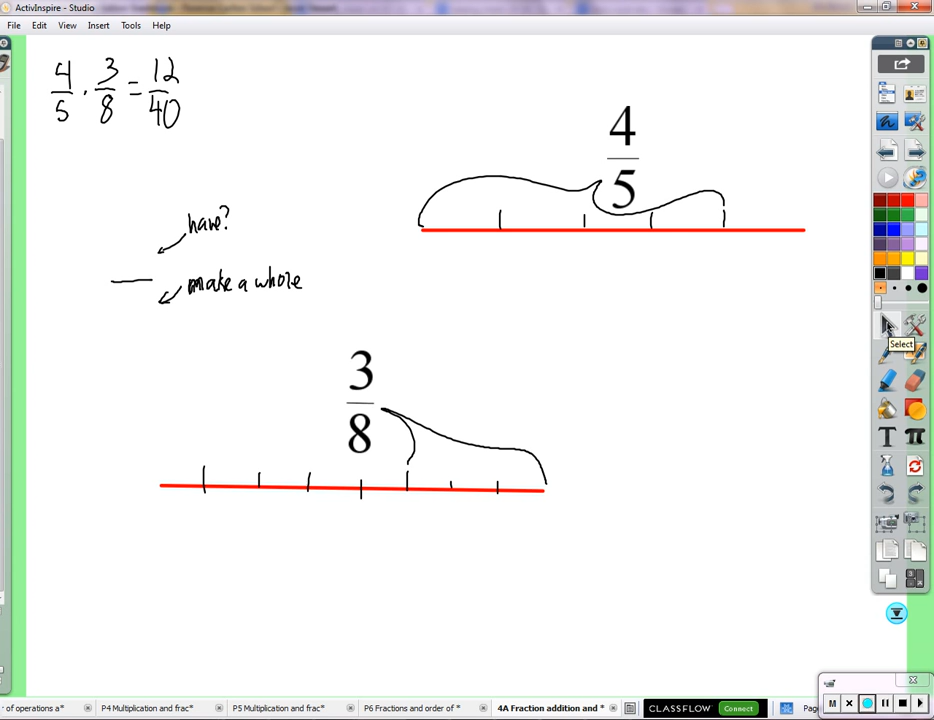 ActivInspire - Studio
File Edit View Insert Tools Help
4/5 · 3/8 = 12/40
4
5
have?
make a whole
Select
3
8
T π
of operations a*
P4 Multiplication and frac*
P5 Multiplication and frac*
P6 Fractions and order of *
4A Fraction addition and *
CLASSFLOW Connect
Pag
M